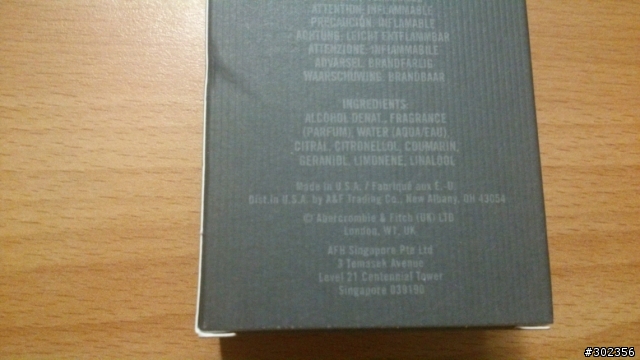 ATTENTION: INFLAMMABLE
PRECAUCIÓN: INFLAMABLE
ACHTUNG: LEICHT ENTFLAMMBAR
ATTENZIONE: INFIAMMABILE
ADVARSEL: BRANDFARLIG
WAARSCHUWING: BRANDBAAR
INGREDIENTS:
ALCOHOL DENAT., FRAGRANCE
(PARFUM), WATER (AQUA/EAU),
CITRAL, CITRONELLOL, COUMARIN,
GERANIOL, LIMONENE, LINALOOL
Made in U.S.A. / Fabriqué aux É.-U.
Dist. in U.S.A. by A&F Trading Co., New Albany, OH 43054
© Abercrombie & Fitch (UK) LTD
London, W1, UK
AFH Singapore Pte Ltd
3 Temasek Avenue
Level 21 Centennial Tower
Singapore 039190
#302356